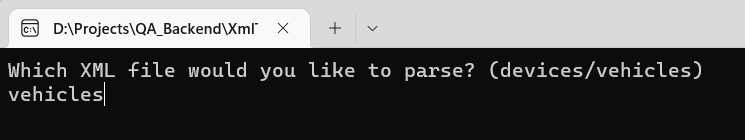 D:\Projects\QA_Backend\Xml
Which XML file would you like to parse? (devices/vehicles)
vehicles